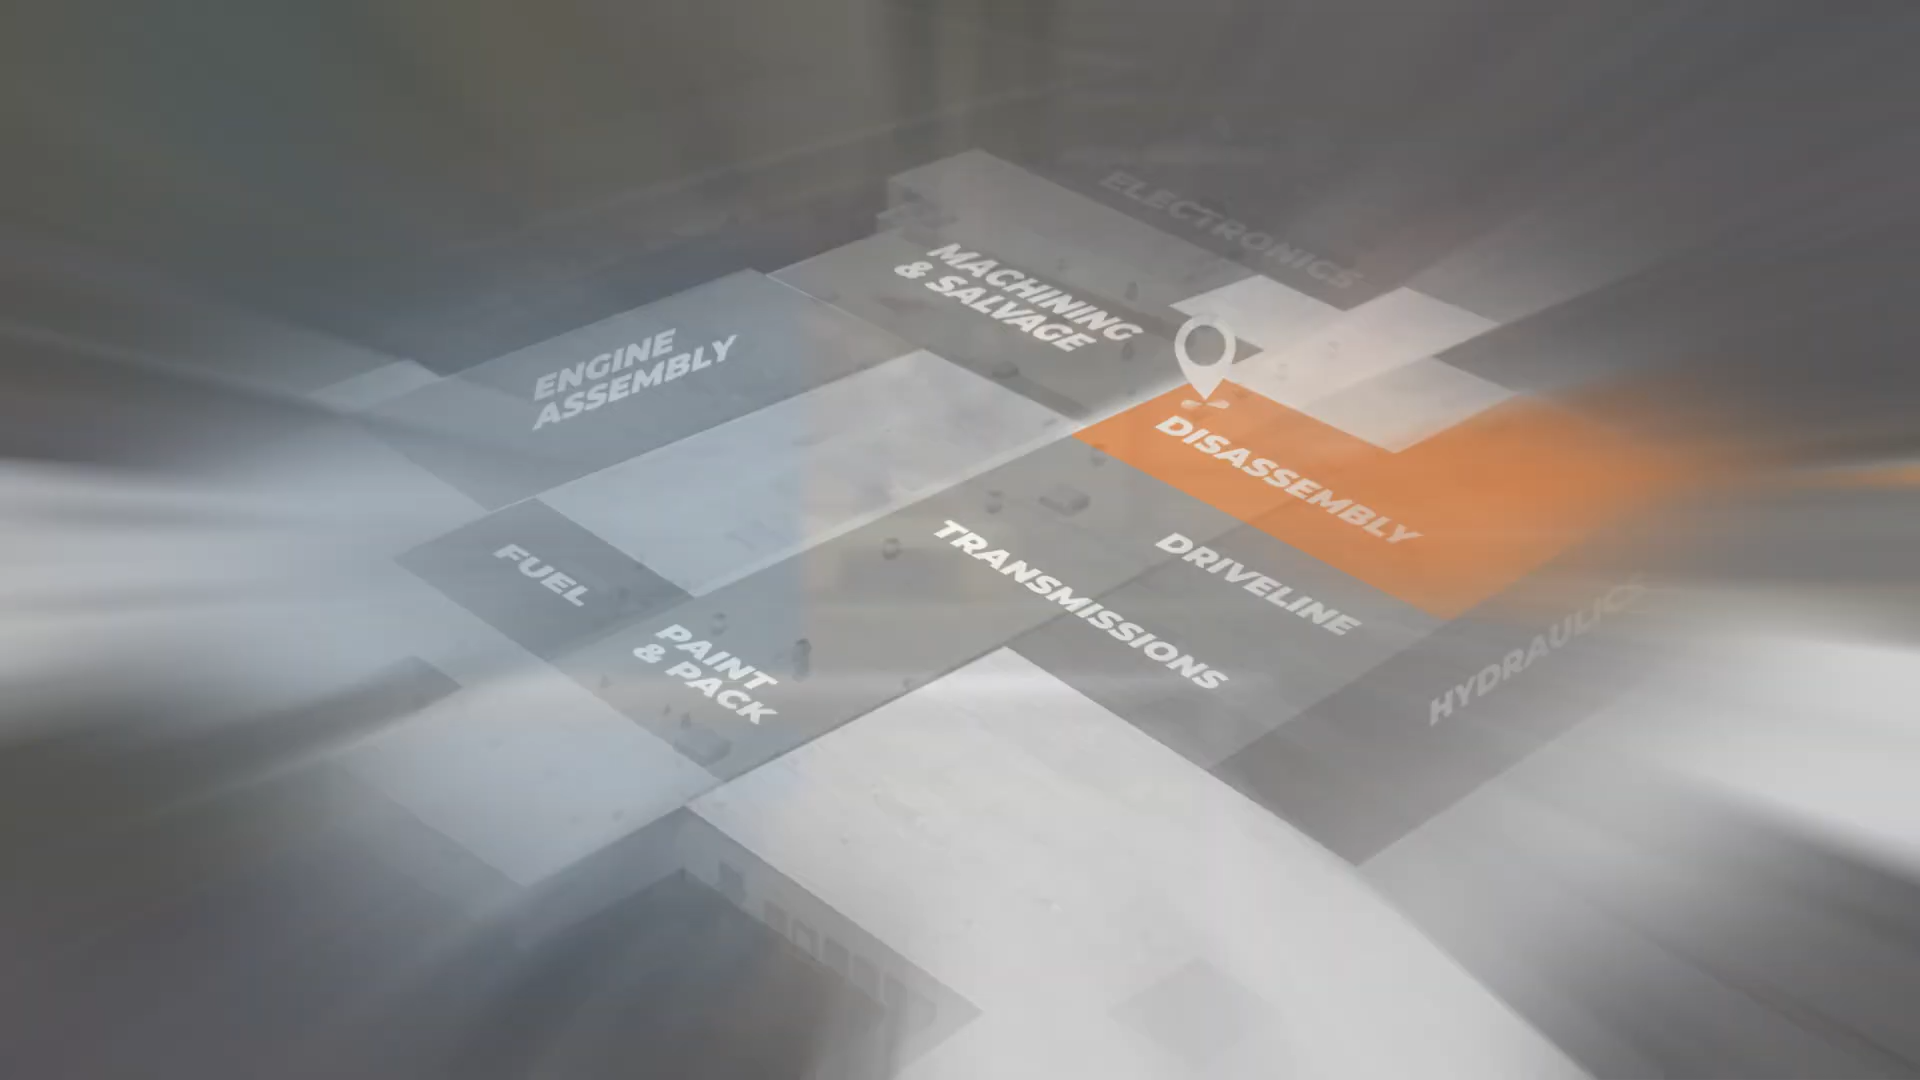 ELECTRONICS
MACHINING
& SALVAGE
ENGINE
ASSEMBLY
DISASSEMBLY
TRANSMISSIONS
DRIVELINE
FUEL
HYDRAULICS
PAINT
& PACK